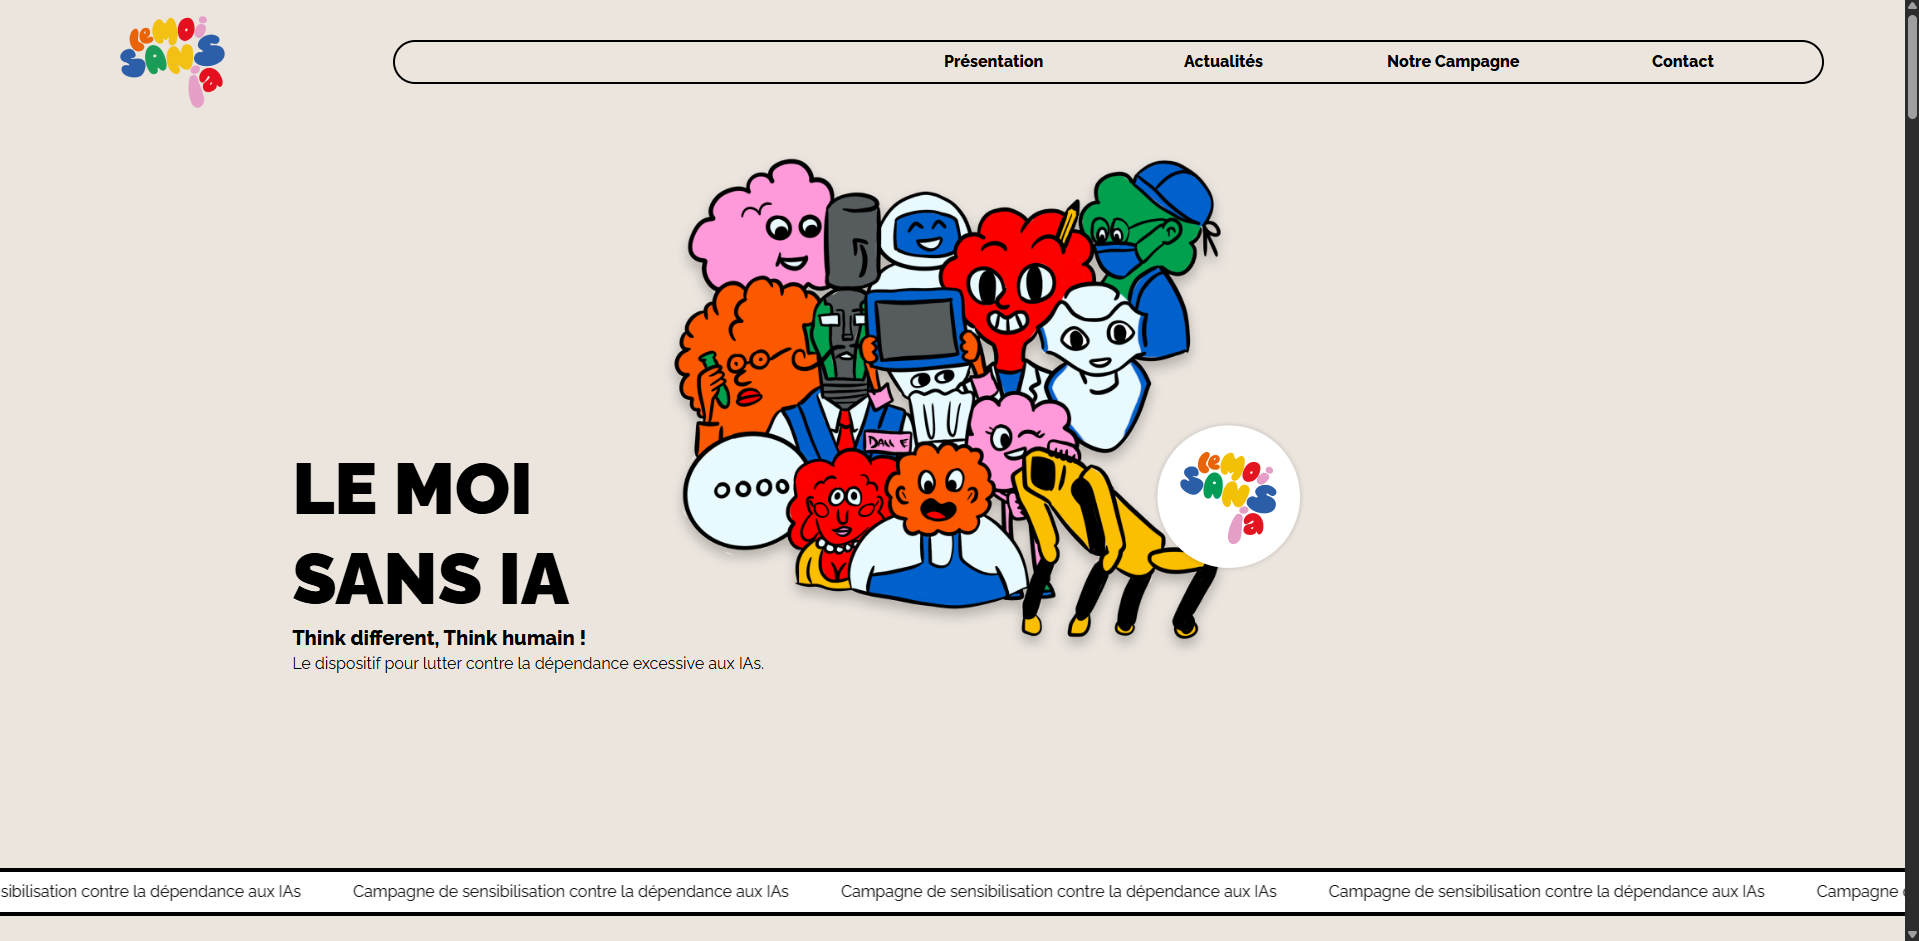 le MOi
SANS
ia
Présentation Actualités Notre Campagne Contact
DALL E
le MOi
SANS
ia
LE MOI
SANS IA
Think different, Think humain !
Le dispositif pour lutter contre la dépendance excessive aux IAs.
sibilisation contre la dépendance aux IAs Campagne de sensibilisation contre la dépendance aux IAs Campagne de sensibilisation contre la dépendance aux IAs Campagne de sensibilisation contre la dépendance aux IAs Campagne